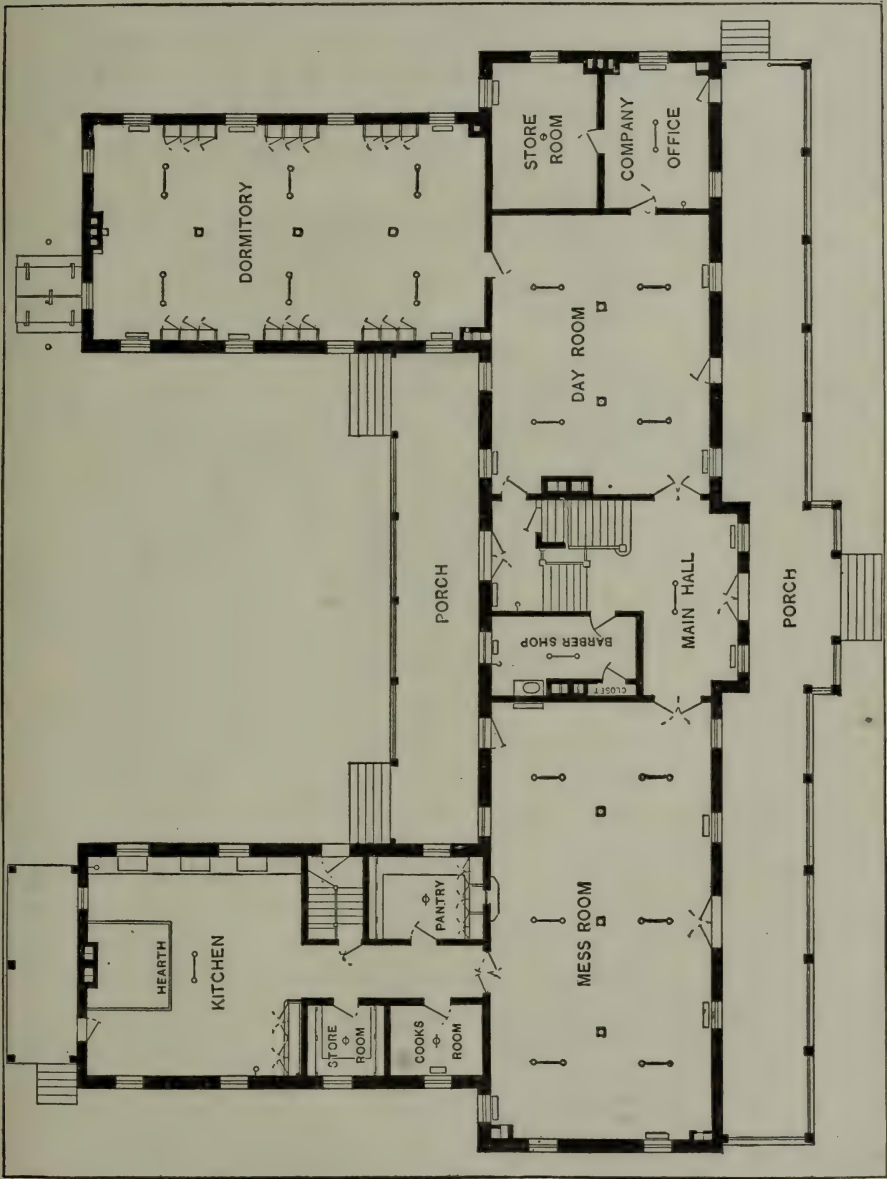 STORE
ROOM
COMPANY
OFFICE
DORMITORY
DAY ROOM
PORCH
MAIN HALL
PORCH
BARBER SHOP
CLOSET
MESS ROOM
PANTRY
HEARTH
KITCHEN
STORE
ROOM
COOKS
ROOM